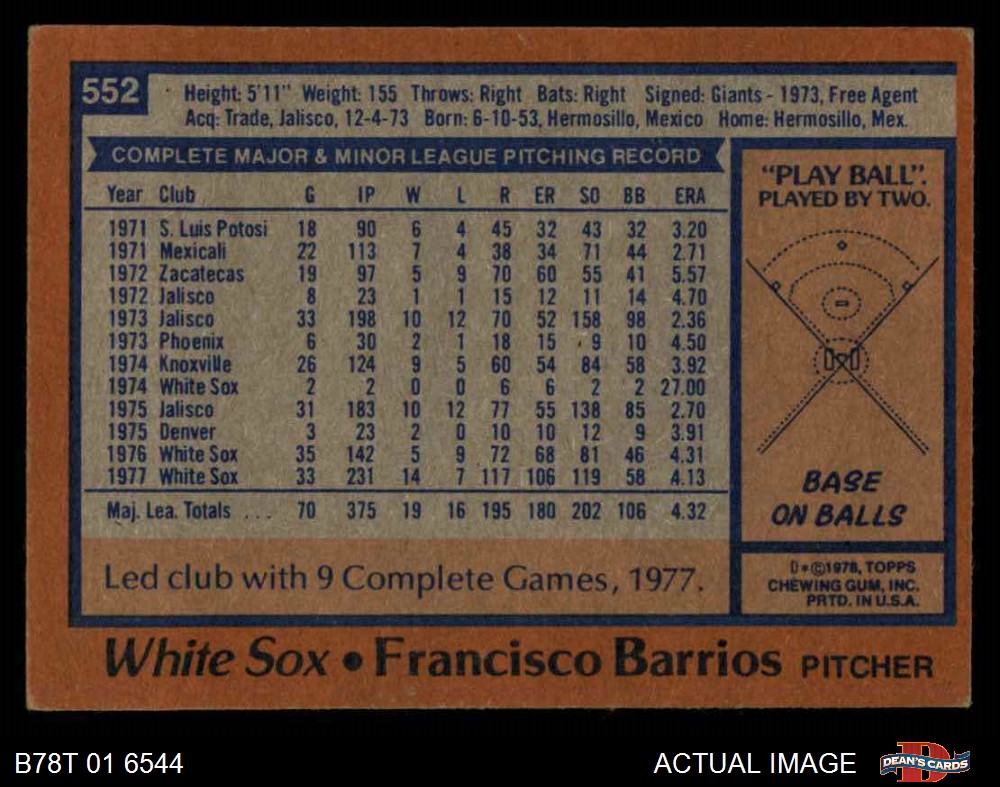 552
Height: 5'11" Weight: 155 Throws: Right Bats: Right Signed: Giants - 1973, Free Agent
Acq: Trade, Jalisco, 12-4-73 Born: 6-10-53, Hermosillo, Mexico Home: Hermosillo, Mex.
COMPLETE MAJOR & MINOR LEAGUE PITCHING RECORD
Year Club G IP W L R ER SO BB ERA
1971 S. Luis Potosi 18 90 6 4 45 32 43 32 3.20
1971 Mexicali 22 113 7 4 38 34 71 44 2.71
1972 Zacatecas 19 97 5 9 70 60 55 41 5.57
1972 Jalisco 8 23 1 1 15 12 11 14 4.70
1973 Jalisco 33 198 10 12 70 52 158 98 2.36
1973 Phoenix 6 30 2 1 18 15 9 10 4.50
1974 Knoxville 26 124 9 5 60 54 84 58 3.92
1974 White Sox 2 2 0 0 6 6 2 2 27.00
1975 Jalisco 31 183 10 12 77 55 138 85 2.70
1975 Denver 3 23 2 0 10 10 12 9 3.91
1976 White Sox 35 142 5 9 72 68 81 46 4.31
1977 White Sox 33 231 14 7 117 106 119 58 4.13
Maj. Lea. Totals ... 70 375 19 16 195 180 202 106 4.32
Led club with 9 Complete Games, 1977.
"PLAY BALL".
PLAYED BY TWO.
BASE
ON BALLS
D*©1978, TOPPS
CHEWING GUM, INC.
PRTD. IN U.S.A.
White Sox • Francisco Barrios PITCHER
B78T 01 6544
ACTUAL IMAGE
D
DEAN'S CARDS